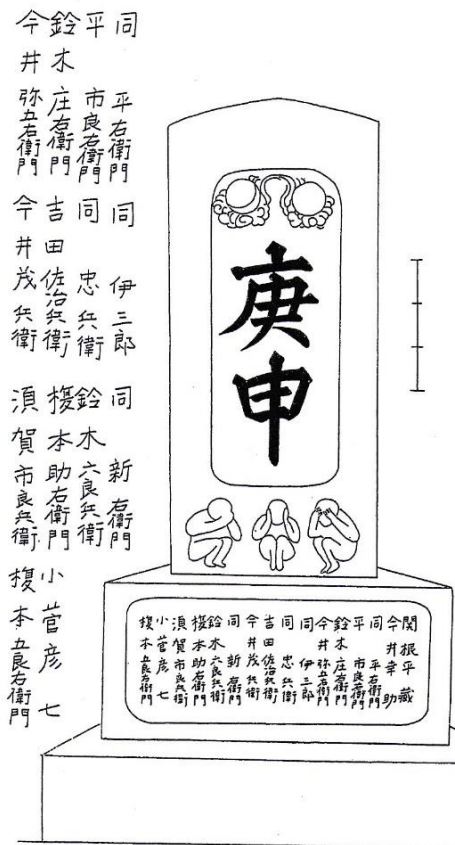 庚申
関根平藏
今井幸助
同 平右衛門
平 市良右衛門
鈴木庄右衛門
今井弥五右衛門
同 伊三郎
同 忠兵衛
吉田佐治兵衛
今井茂兵衛
同 新右衛門
鈴木六良兵衛
榎本助右衛門
湏賀市良兵衛
小菅彦七
榎本五良右衛門
同 平右衛門
平 市良右衛門
鈴木 庄右衛門
今井 弥五右衛門
同 伊三郎
同 忠兵衛
吉田佐治兵衛
今井茂兵衛
同 新右衛門
鈴木六良兵衛
榎本助右衛門
湏賀市良兵衛
小菅彦七
榎本五良右衛門